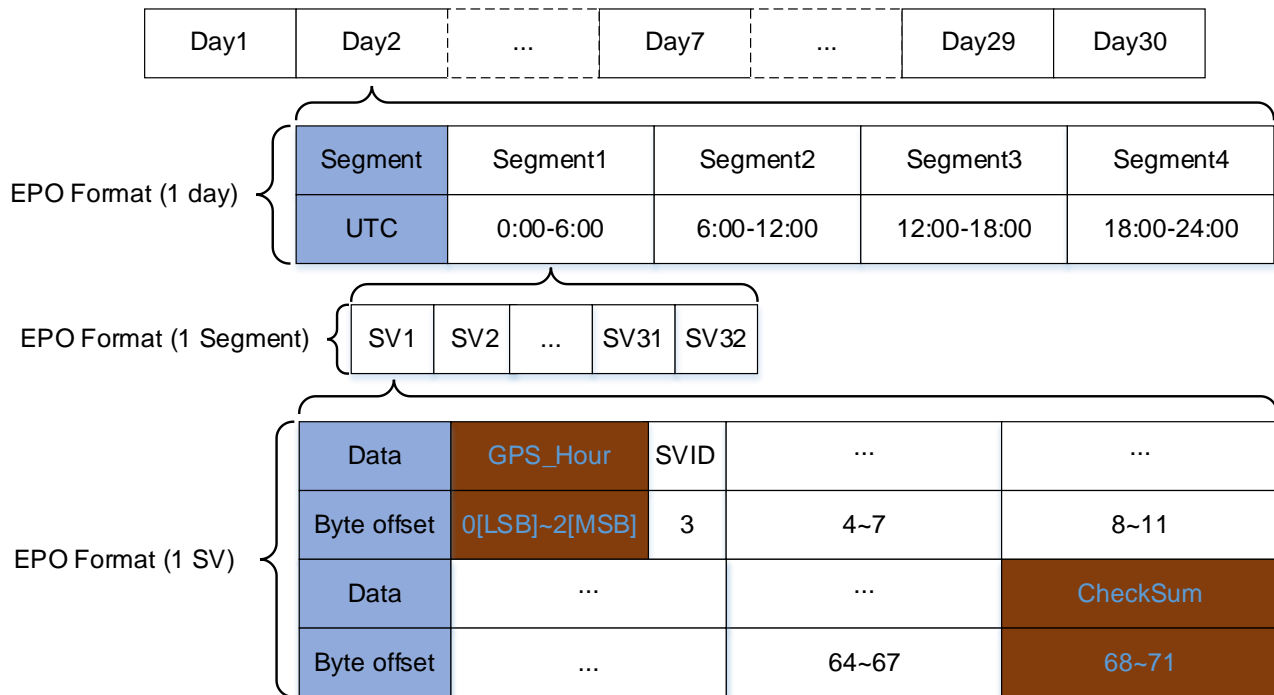 Day1 Day2 ... Day7 ... Day29 Day30
EPO Format (1 day)
Segment Segment1 Segment2 Segment3 Segment4
UTC 0:00-6:00 6:00-12:00 12:00-18:00 18:00-24:00
EPO Format (1 Segment)
SV1 SV2 ... SV31 SV32
EPO Format (1 SV)
Data GPS_Hour SVID ... ...
Byte offset 0[LSB]~2[MSB] 3 4~7 8~11
Data ... ... CheckSum
Byte offset ... 64~67 68~71